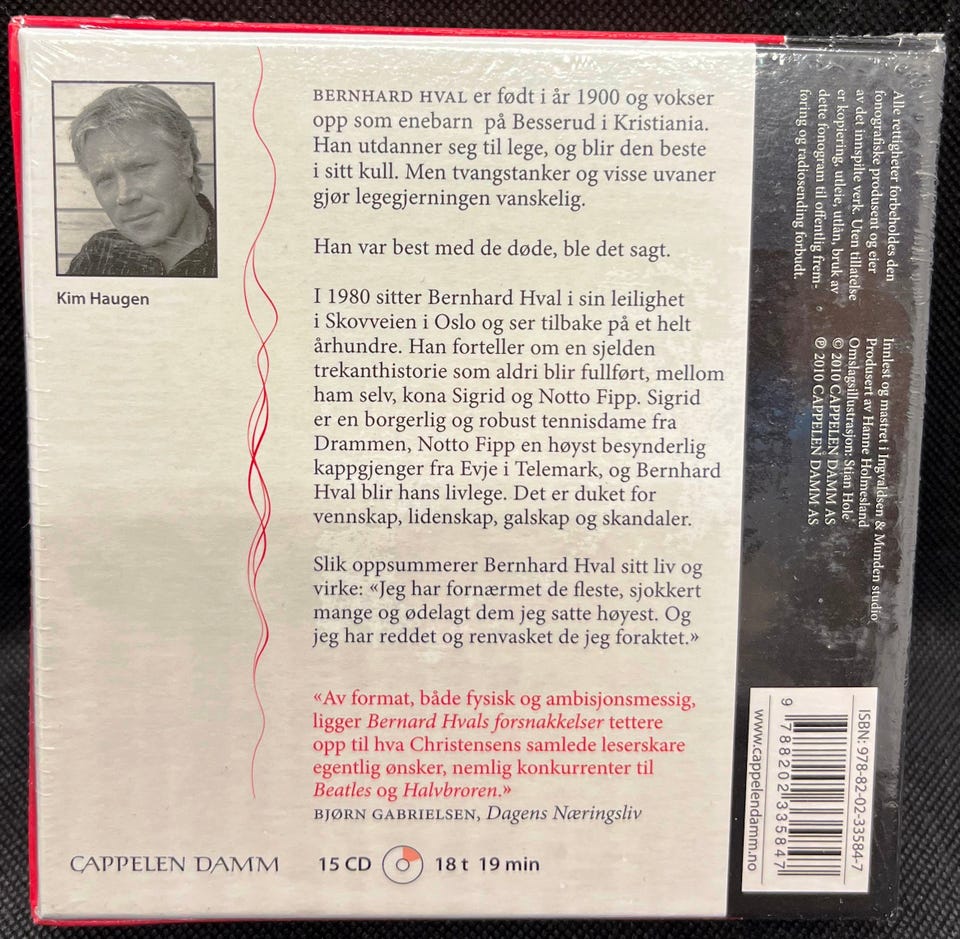 Kim Haugen
BERNHARD HVAL er født i år 1900 og vokser
opp som enebarn på Besserud i Kristiania.
Han utdanner seg til lege, og blir den beste
i sitt kull. Men tvangstanker og visse uvaner
gjør legegjerningen vanskelig.
Han var best med de døde, ble det sagt.
I 1980 sitter Bernhard Hval i sin leilighet
i Skovveien i Oslo og ser tilbake på et helt
århundre. Han forteller om en sjelden
trekanthistorie som aldri blir fullført, mellom
ham selv, kona Sigrid og Notto Fipp. Sigrid
er en borgerlig og robust tennisdame fra
Drammen, Notto Fipp en høyst besynderlig
kappgjenger fra Evje i Telemark, og Bernhard
Hval blir hans livlege. Det er duket for
vennskap, lidenskap, galskap og skandaler.
Slik oppsummerer Bernhard Hval sitt liv og
virke: «Jeg har fornærmet de fleste, sjokkert
mange og ødelagt dem jeg satte høyest. Og
jeg har reddet og renvasket de jeg foraktet.»
«Av format, både fysisk og ambisjonsmessig,
ligger Bernard Hvals forsnakkelser tettere
opp til hva Christensens samlede leserskare
egentlig ønsker, nemlig konkurrenter til
Beatles og Halvbroren.»
BJØRN GABRIELSEN, Dagens Næringsliv
CAPPELEN DAMM
15 CD
18 t 19 min
Alle rettigheter forbeholdes den
fonografiske produsent og eier
av det innspilte verk. Uten tillatelse
er kopiering, utleie, utlån, bruk av
dette fonogram til offentlig frem-
foring og radiosending forbudt.
Innlest og mastret i Ingvaldsen & Munden studio
Produsert av Hanne Holmesland
Omslagsillustrasjon: Stian Hole
© 2010 CAPPELEN DAMM AS
℗ 2010 CAPPELEN DAMM AS
ISBN: 978-82-02-33584-7
9 788202 335847
www.cappelendamm.no